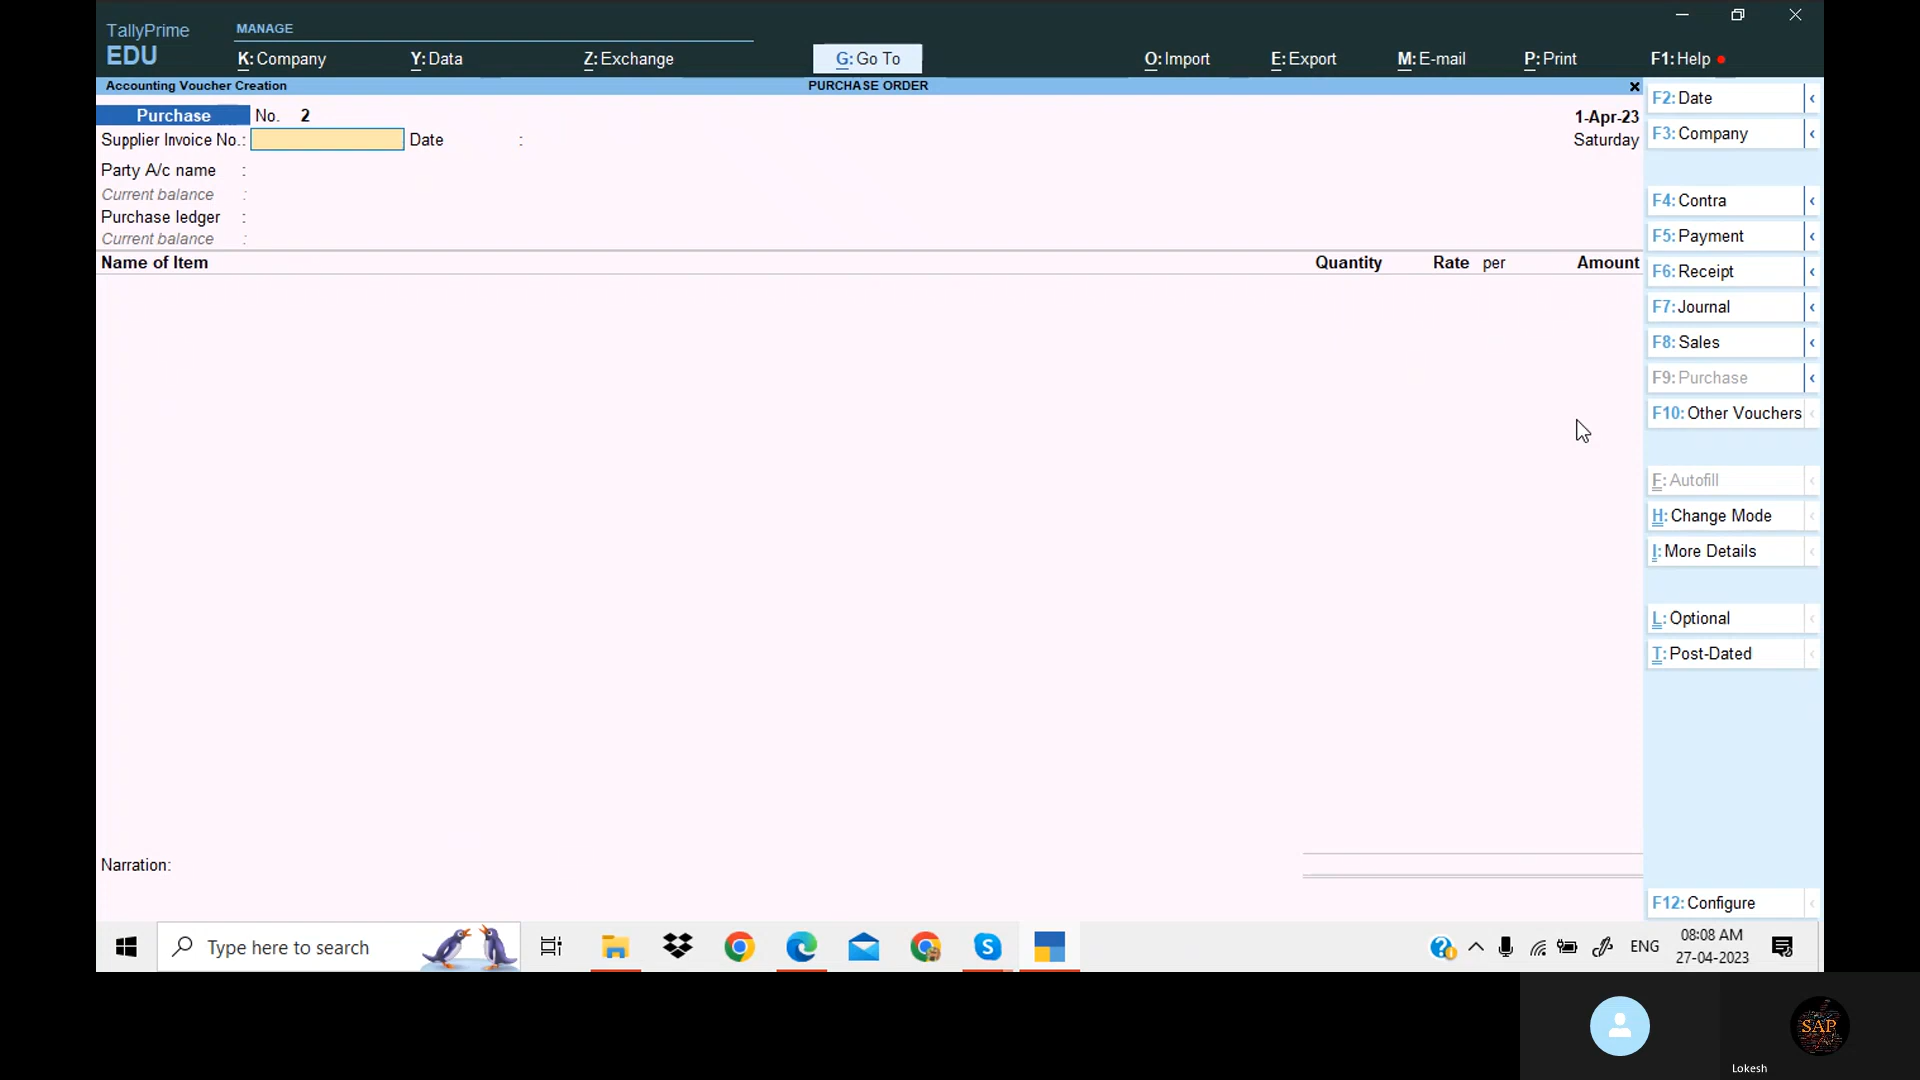 TallyPrime
EDU
MANAGE
K: Company
Y: Data
Z: Exchange
G: Go To
O: Import
E: Export
M: E-mail
P: Print
F1: Help
Accounting Voucher Creation
PURCHASE ORDER
Purchase No. 2
1-Apr-23
Supplier Invoice No.: Date :
Saturday
Party A/c name :
Current balance :
Purchase ledger :
Current balance :
Name of Item Quantity Rate per Amount
Narration:
F2: Date
F3: Company
F4: Contra
F5: Payment
F6: Receipt
F7: Journal
F8: Sales
F9: Purchase
F10: Other Vouchers
F: Autofill
H: Change Mode
I: More Details
L: Optional
T: Post-Dated
F12: Configure
Type here to search
ENG
08:08 AM
27-04-2023
SAP
Lokesh